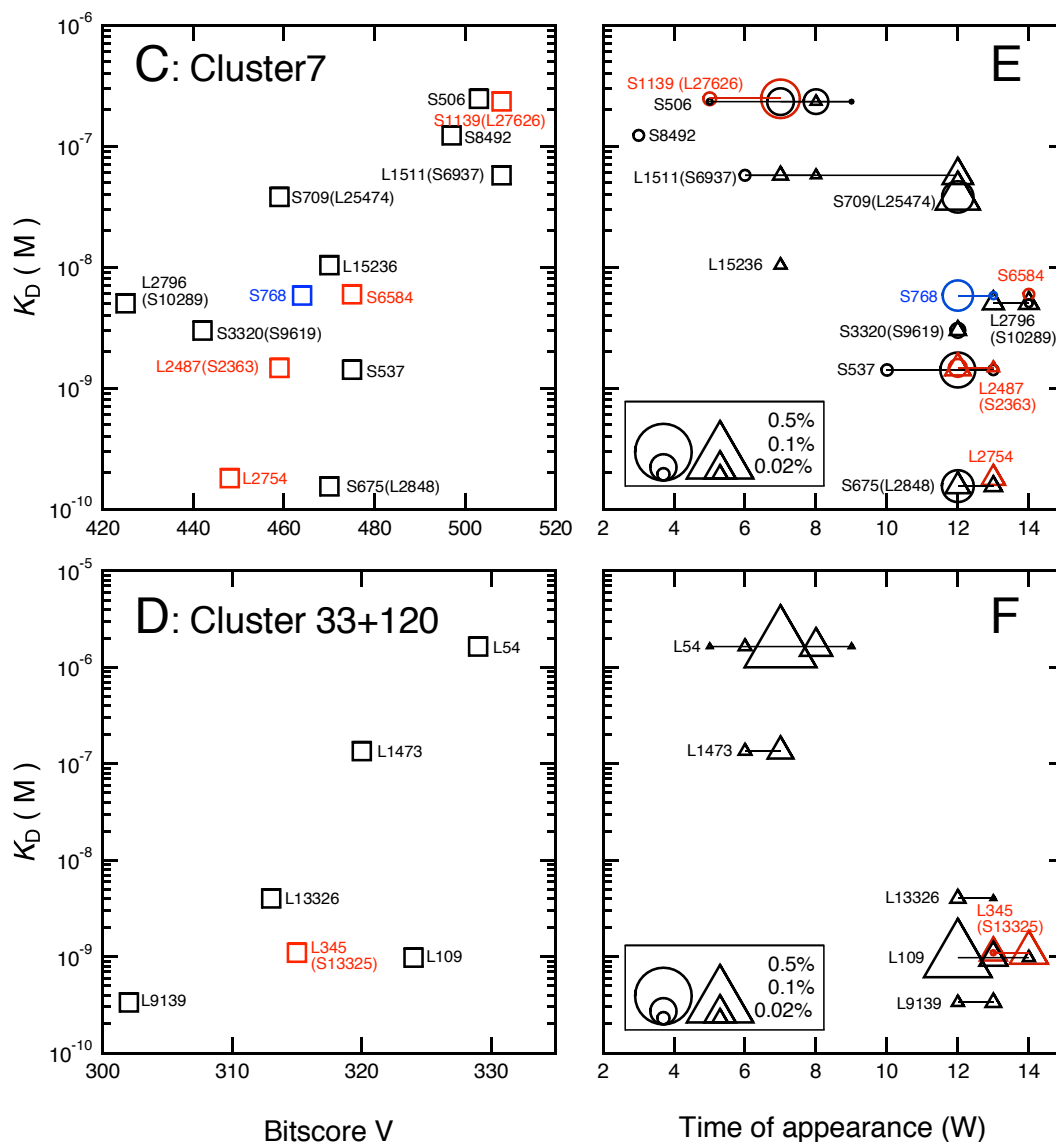 C: Cluster7
K_D ( M )
10^-6
10^-7
10^-8
10^-9
10^-10
S506
S1139(L27626)
S8492
L1511(S6937)
S709(L25474)
L15236
L2796
(S10289)
S768
S6584
S3320(S9619)
L2487(S2363)
S537
L2754
S675(L2848)
420 440 460 480 500 520
E
S1139 (L27626)
S506
S8492
L1511(S6937)
S709(L25474)
L15236
S6584
S768
L2796
(S10289)
S3320(S9619)
S537
L2487
(S2363)
0.5%
0.1%
0.02%
L2754
S675(L2848)
2 4 6 8 10 12 14
D: Cluster 33+120
K_D ( M )
10^-5
10^-6
10^-7
10^-8
10^-9
10^-10
L54
L1473
L13326
L345
(S13325)
L109
L9139
300 310 320 330
Bitscore V
F
L54
L1473
L13326
L345
(S13325)
L109
L9139
0.5%
0.1%
0.02%
2 4 6 8 10 12 14
Time of appearance (W)